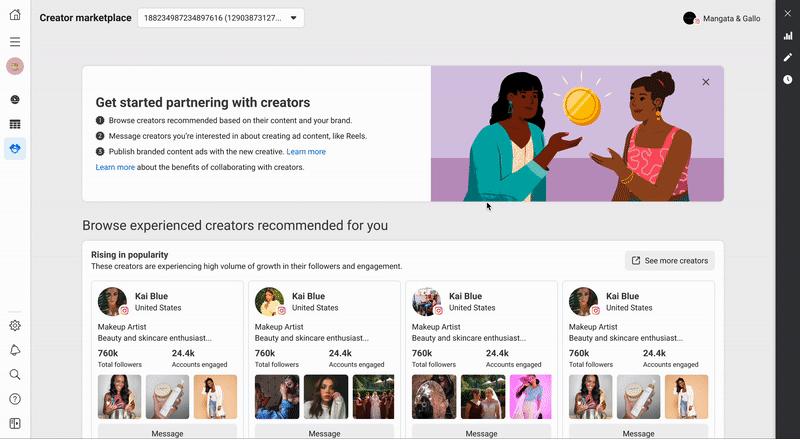 Creator marketplace
188234987234897616 (12903873127...
Mangata & Gallo
Get started partnering with creators
1 Browse creators recommended based on their content and your brand.
2 Message creators you're interested in about creating ad content, like Reels.
3 Publish branded content ads with the new creative. Learn more
Learn more about the benefits of collaborating with creators.
Browse experienced creators recommended for you
Rising in popularity
These creators are experiencing high volume of growth in their followers and engagement.
See more creators
Kai Blue
United States
Makeup Artist
Beauty and skincare enthusiast...
760k 24.4k
Total followers Accounts engaged
Message
Kai Blue
United States
Makeup Artist
Beauty and skincare enthusiast...
760k 24.4k
Total followers Accounts engaged
Message
Kai Blue
United States
Makeup Artist
Beauty and skincare enthusiast...
760k 24.4k
Total followers Accounts engaged
Message
Kai Blue
United States
Makeup Artist
Beauty and skincare enthusiast...
760k 24.4k
Total followers Accounts engaged
Message